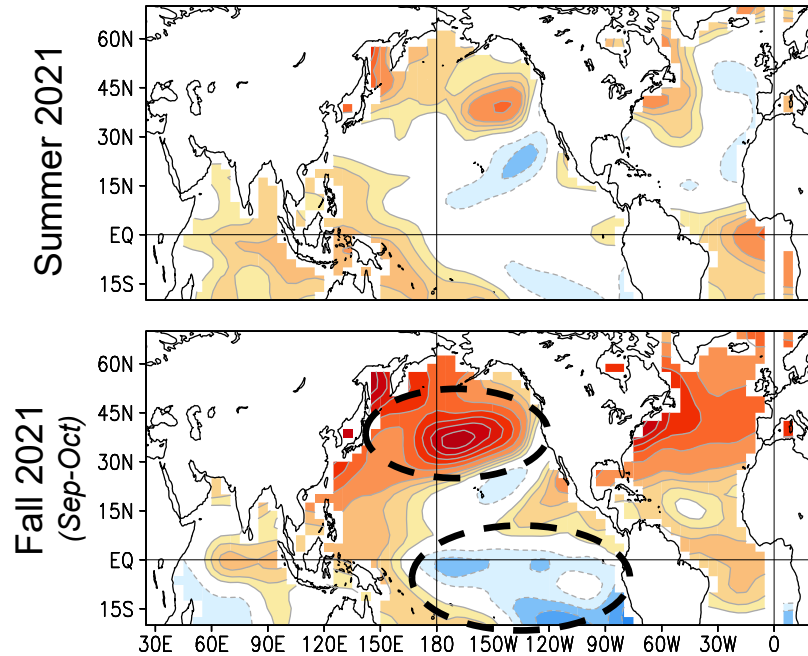 Summer 2021
60N
45N
30N
15N
EQ
15S
Fall 2021
(Sep-Oct)
60N
45N
30N
15N
EQ
15S
30E 60E 90E 120E 150E 180 150W 120W 90W 60W 30W 0